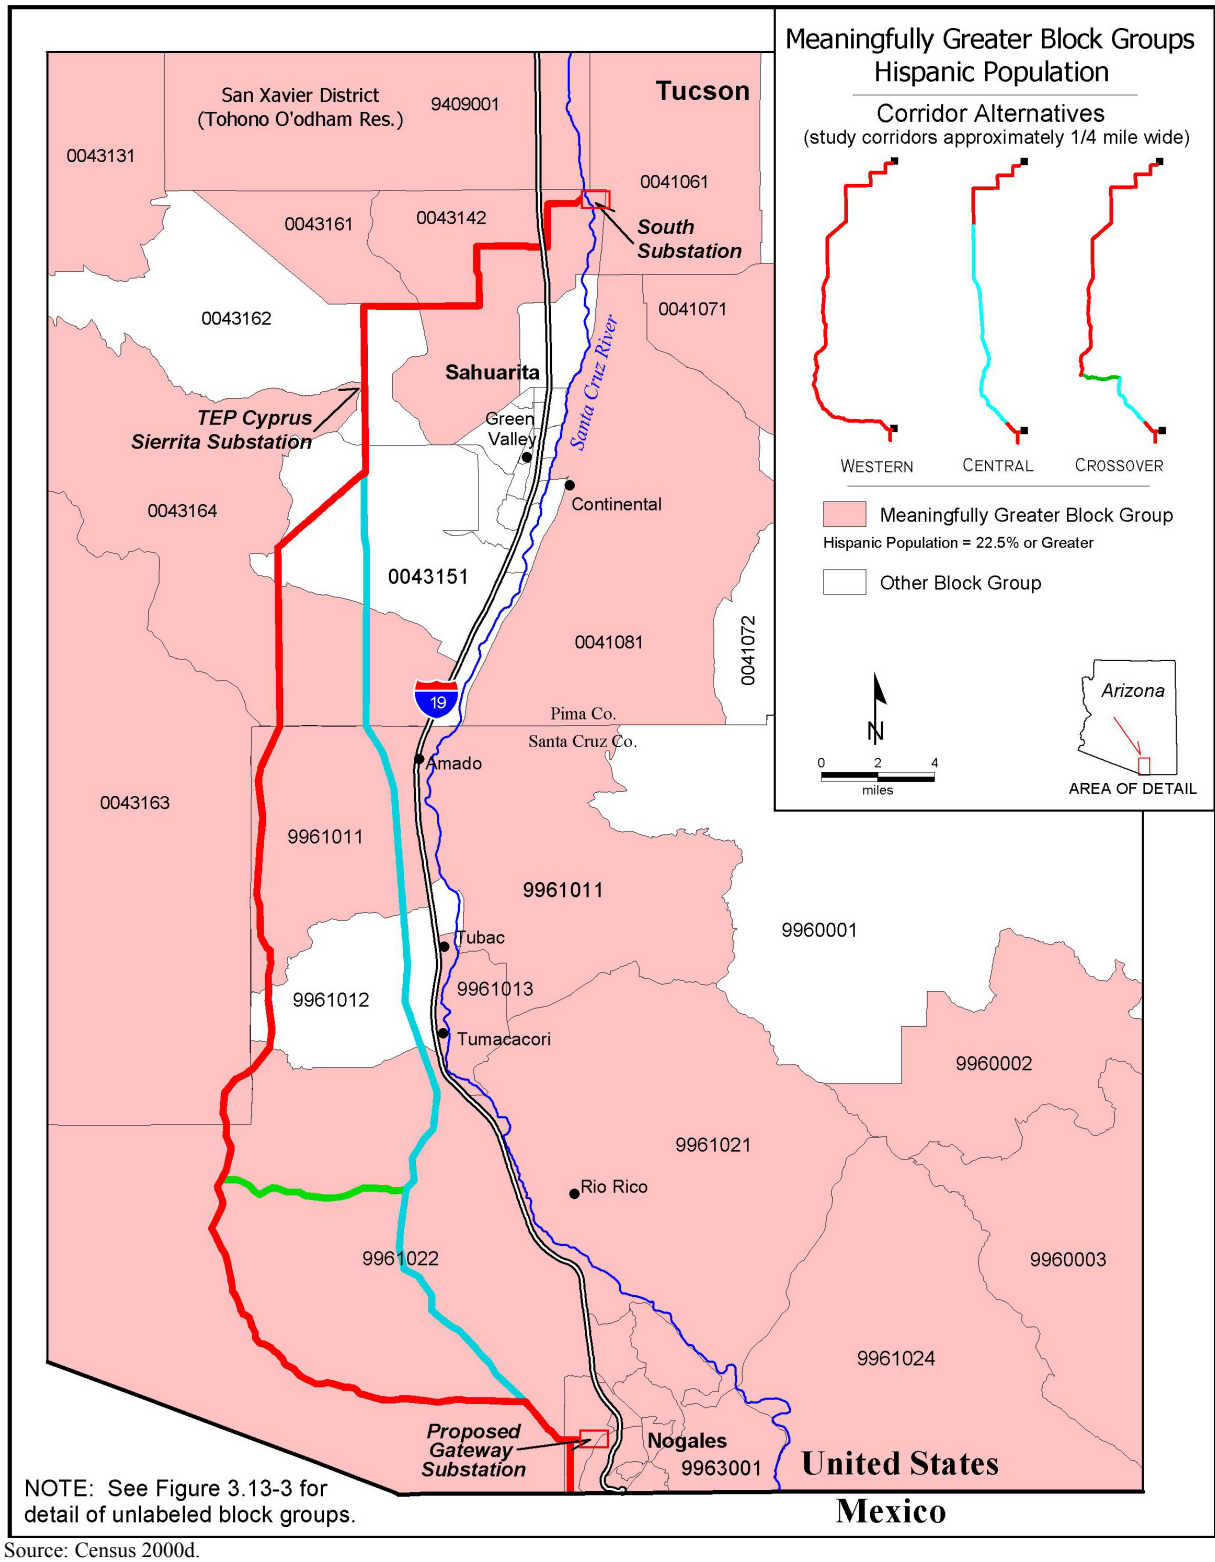 Meaningfully Greater Block Groups
Hispanic Population
Corridor Alternatives
(study corridors approximately 1/4 mile wide)
WESTERN
CENTRAL
CROSSOVER
Meaningfully Greater Block Group
Hispanic Population = 22.5% or Greater
Other Block Group
N
0
2
4
miles
Arizona
AREA OF DETAIL
San Xavier District
(Tohono O'odham Res.)
9409001
Tucson
0043131
0041061
0043161
0043142
South
Substation
0043162
0041071
Santa Cruz River
Sahuarita
TEP Cyprus
Sierrita Substation
Green
Valley
0043164
Continental
0043151
0041081
0041072
19
Pima Co.
Santa Cruz Co.
Amado
0043163
9961011
9961011
9960001
Tubac
9961012
9961013
Tumacacori
9960002
9961021
Rio Rico
9961022
9960003
9961024
Proposed
Gateway
Substation
Nogales
9963001
United States
Mexico
NOTE: See Figure 3.13-3 for
detail of unlabeled block groups.
Source: Census 2000d.